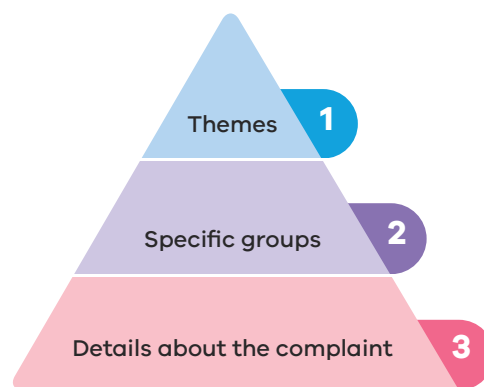 Themes 1
Specific groups 2
Details about the complaint 3